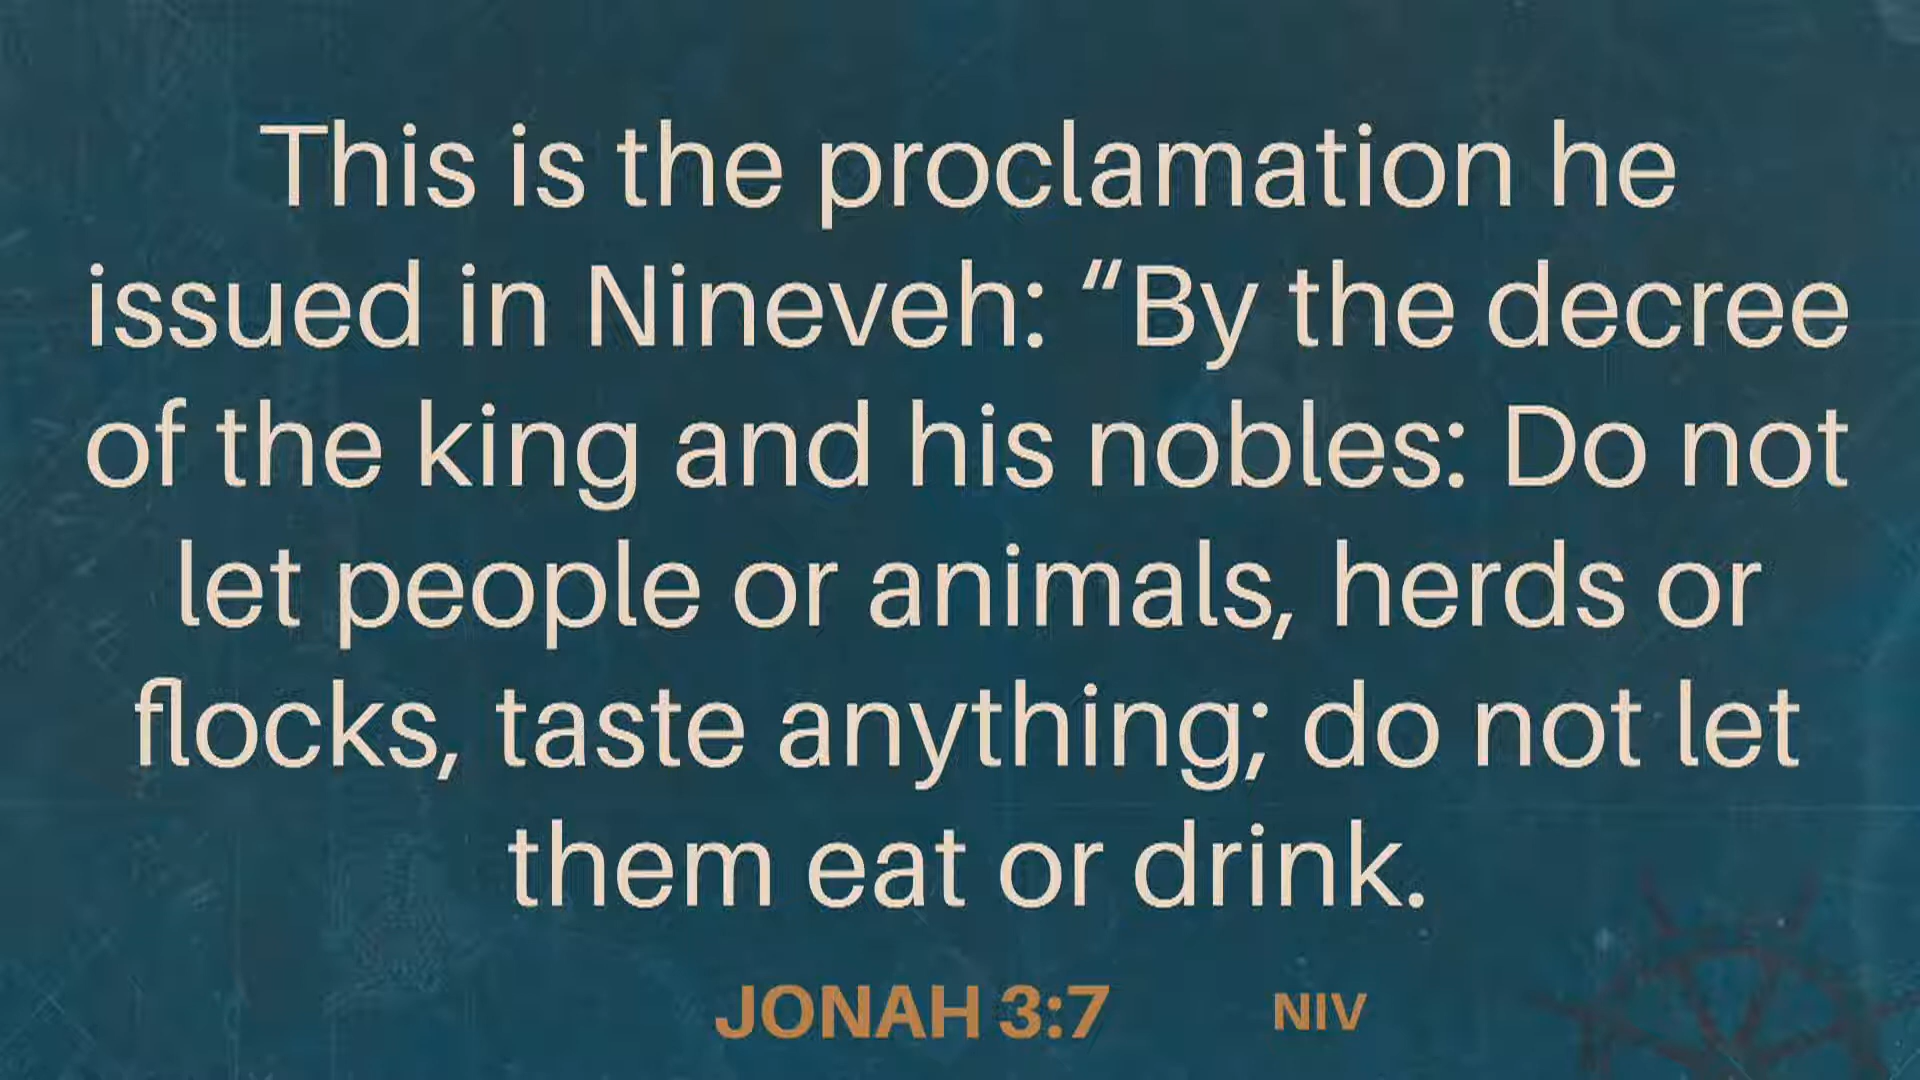 This is the proclamation he
issued in Nineveh: “By the decree
of the king and his nobles: Do not
let people or animals, herds or
flocks, taste anything; do not let
them eat or drink.
JONAH 3:7 NIV